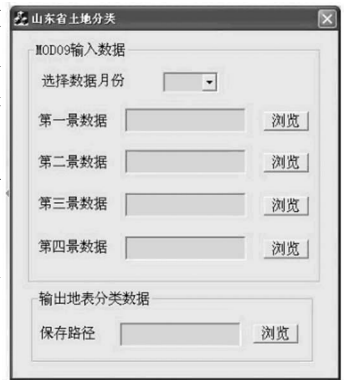 山东省土地分类
MOD09输入数据
选择数据月份
第一景数据 浏览
第二景数据 浏览
第三景数据 浏览
第四景数据 浏览
输出地表分类数据
保存路径 浏览